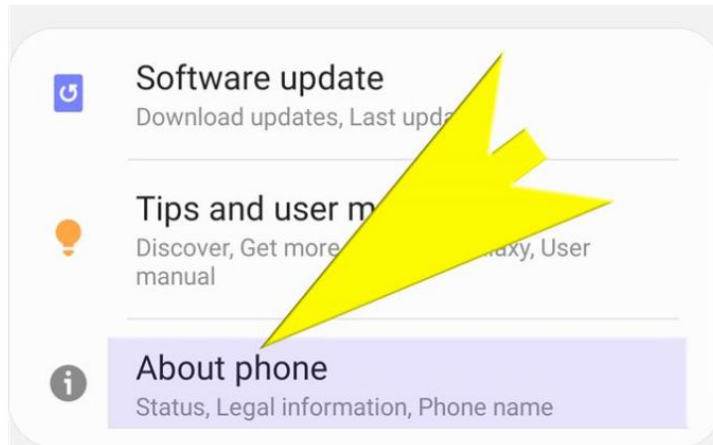 Software update
Download updates, Last upda
Tips and user m
Discover, Get more axy, User
manual
About phone
Status, Legal information, Phone name